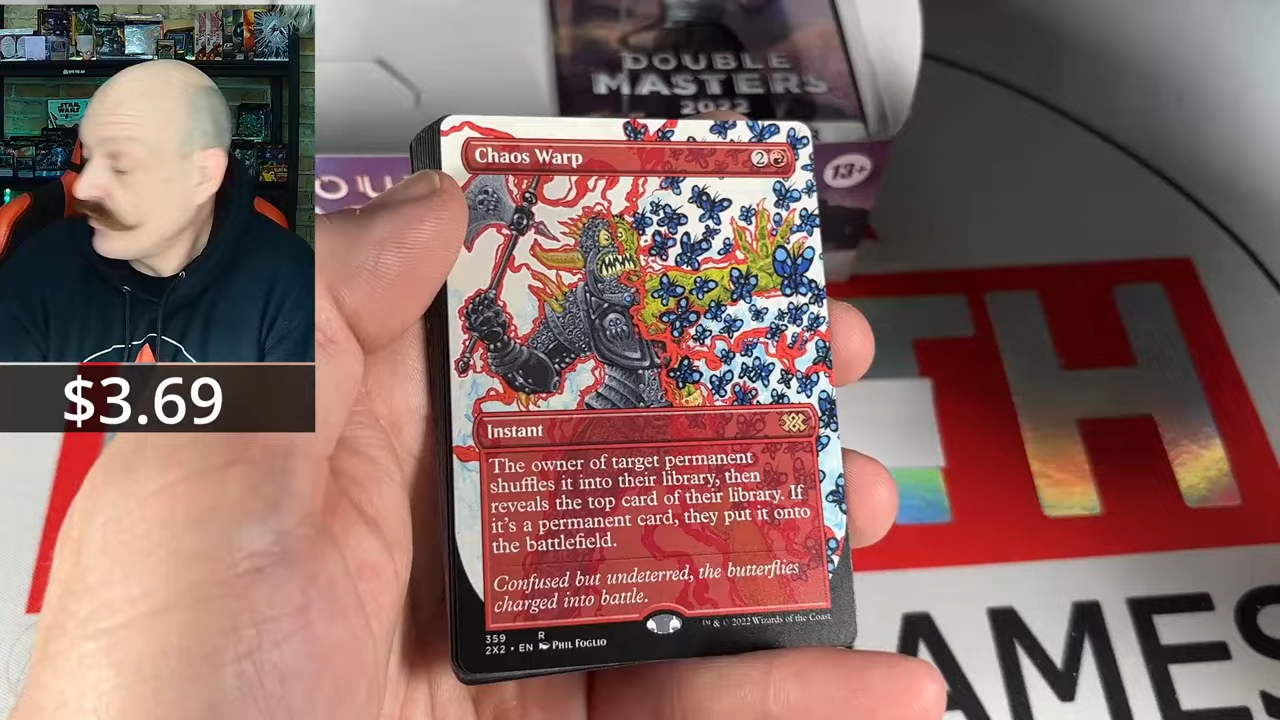 DOUBLE
MASTERS
2022
13+
STAR
WARS
$3.69
Chaos Warp
2
Instant
The owner of target permanent
shuffles it into their library, then
reveals the top card of their library. If
it's a permanent card, they put it onto
the battlefield.
Confused but undeterred, the butterflies
charged into battle.
359 R
2X2 • EN PHIL FOGLIO
™ & © 2022 Wizards of the Coast
TH
AMES